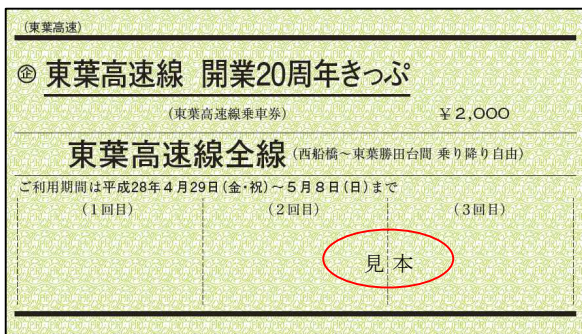 (東葉高速)
企 東葉高速線 開業20周年きっぷ
(東葉高速線乗車券) ¥2,000
東葉高速線全線 (西船橋～東葉勝田台間 乗り降り自由)
ご利用期間は平成28年4月29日(金・祝)～5月8日(日)まで
(1回目) (2回目) (3回目)
見本